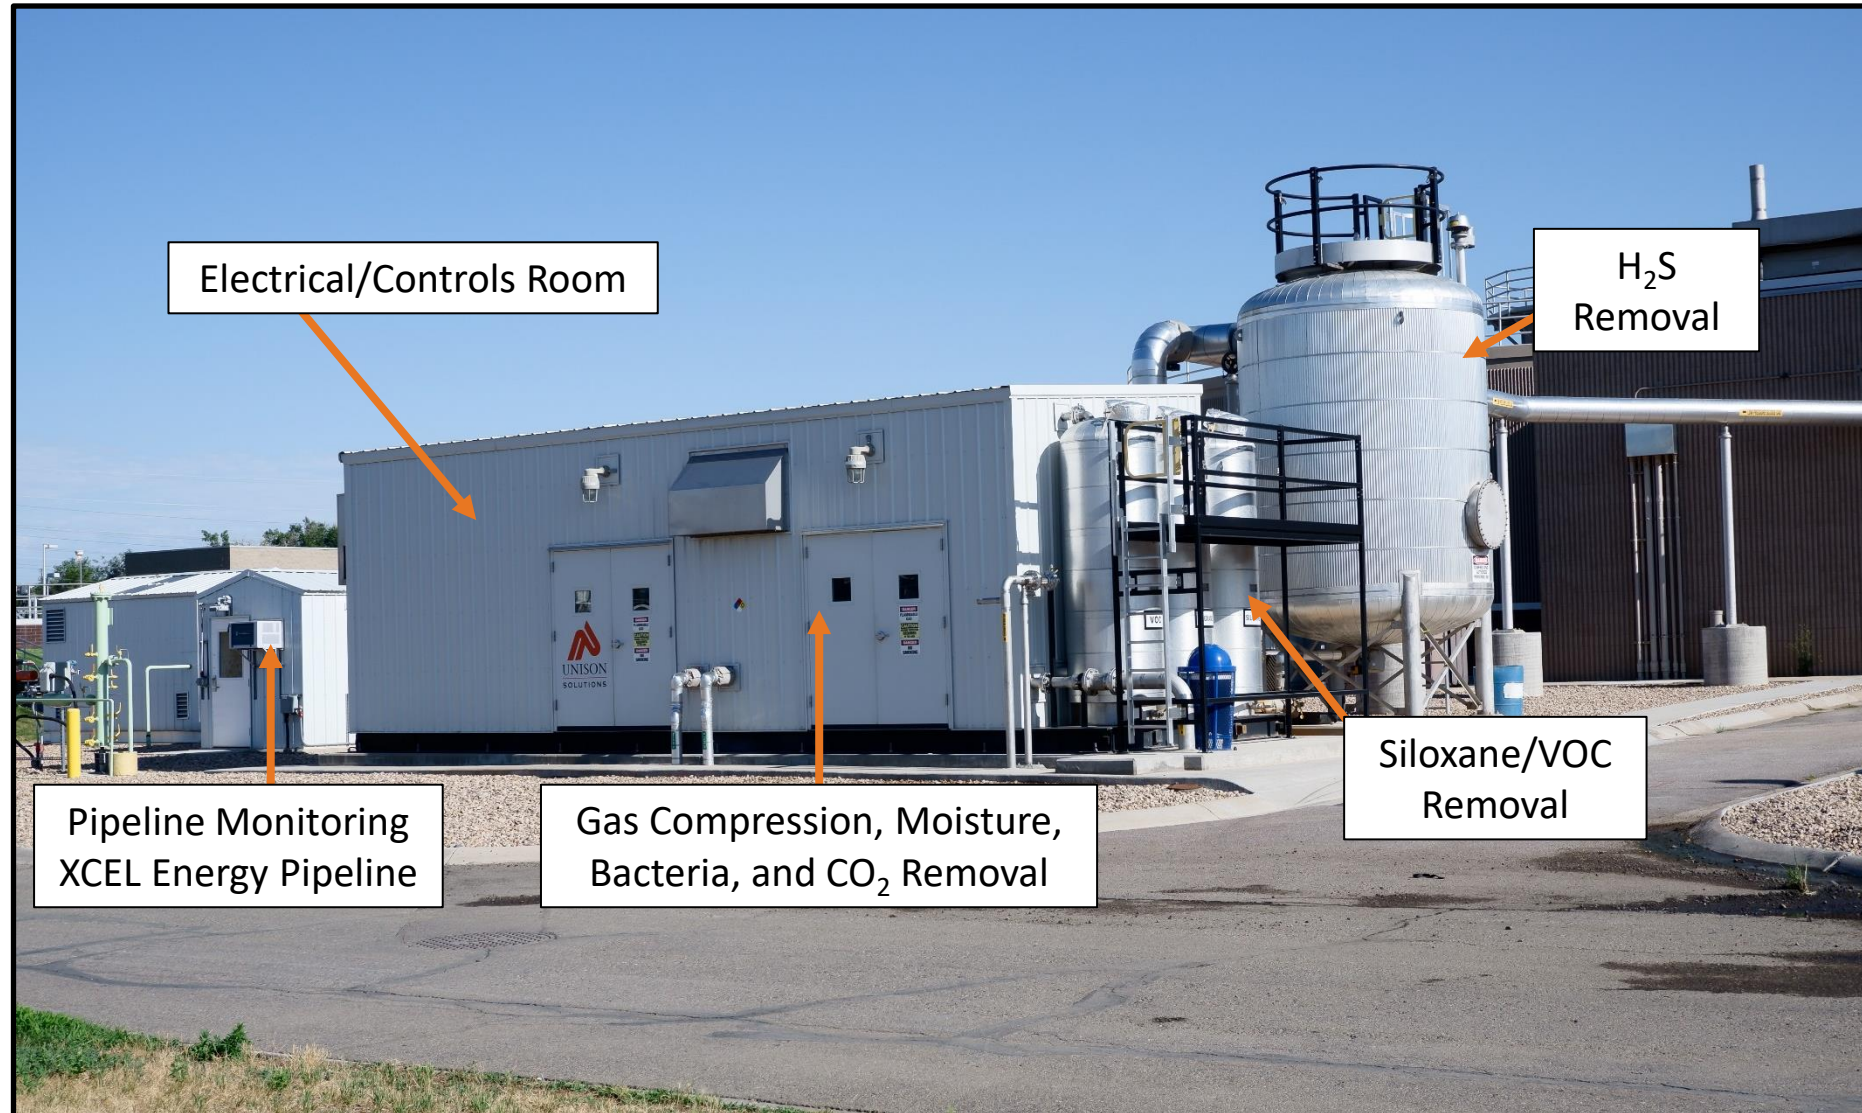 Electrical/Controls Room
H₂S
Removal
UNISON
SOLUTIONS
VOC
Siloxane/VOC
Removal
Pipeline Monitoring
XCEL Energy Pipeline
Gas Compression, Moisture,
Bacteria, and CO₂ Removal